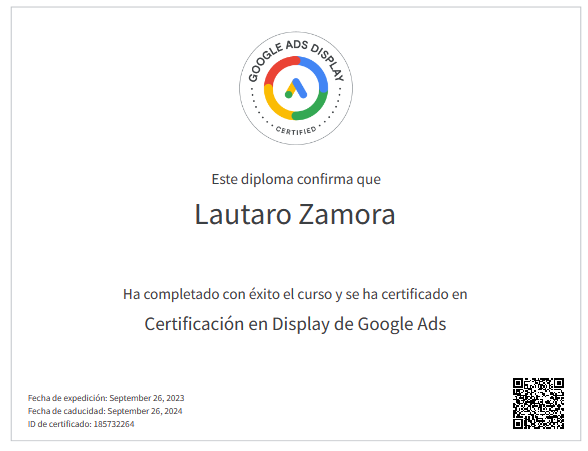 GOOGLE ADS DISPLAY
CERTIFIED
Este diploma confirma que
Lautaro Zamora
Ha completado con éxito el curso y se ha certificado en
Certificación en Display de Google Ads
Fecha de expedición: September 26, 2023
Fecha de caducidad: September 26, 2024
ID de certificado: 185732264